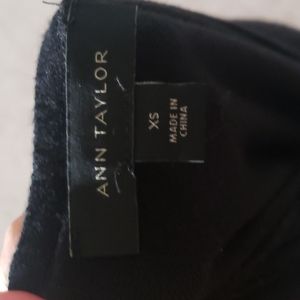 ANN TAYLOR
XS
MADE IN
CHINA